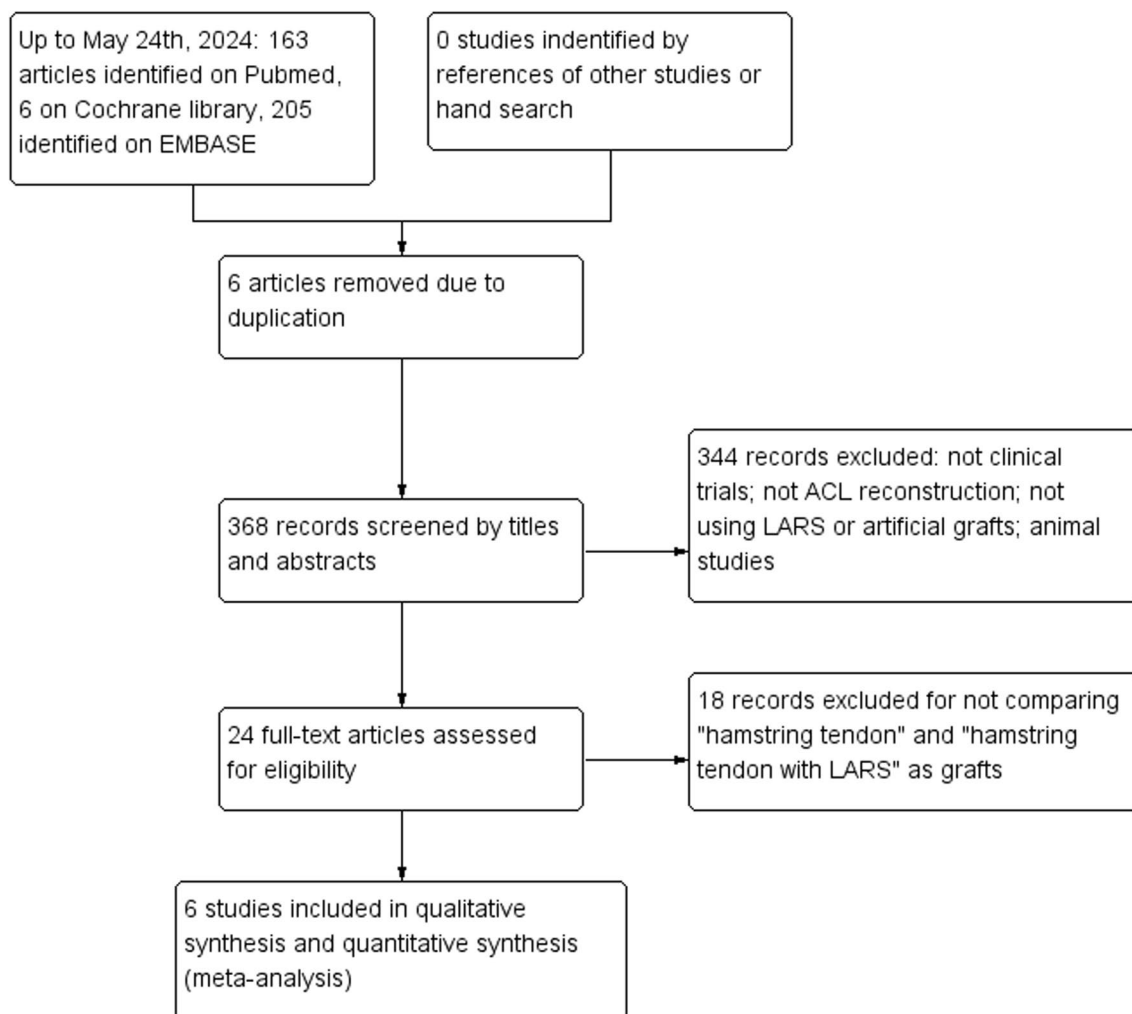 Up to May 24th, 2024: 163
articles identified on Pubmed,
6 on Cochrane library, 205
identified on EMBASE
0 studies indentified by
references of other studies or
hand search
6 articles removed due to
duplication
344 records excluded: not clinical
trials; not ACL reconstruction; not
using LARS or artificial grafts; animal
studies
368 records screened by titles
and abstracts
18 records excluded for not comparing
"hamstring tendon" and "hamstring
tendon with LARS" as grafts
24 full-text articles assessed
for eligibility
6 studies included in qualitative
synthesis and quantitative synthesis
(meta-analysis)